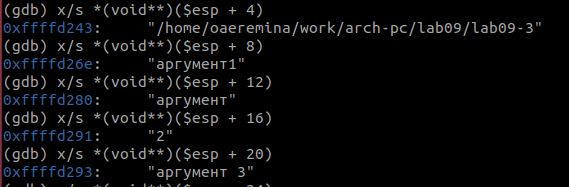 (gdb) x/s *(void**)($esp + 4)
0xffffd243: "/home/oaeremina/work/arch-pc/lab09/lab09-3"
(gdb) x/s *(void**)($esp + 8)
0xffffd26e: "аргумент1"
(gdb) x/s *(void**)($esp + 12)
0xffffd280: "аргумент"
(gdb) x/s *(void**)($esp + 16)
0xffffd291: "2"
(gdb) x/s *(void**)($esp + 20)
0xffffd293: "аргумент 3"